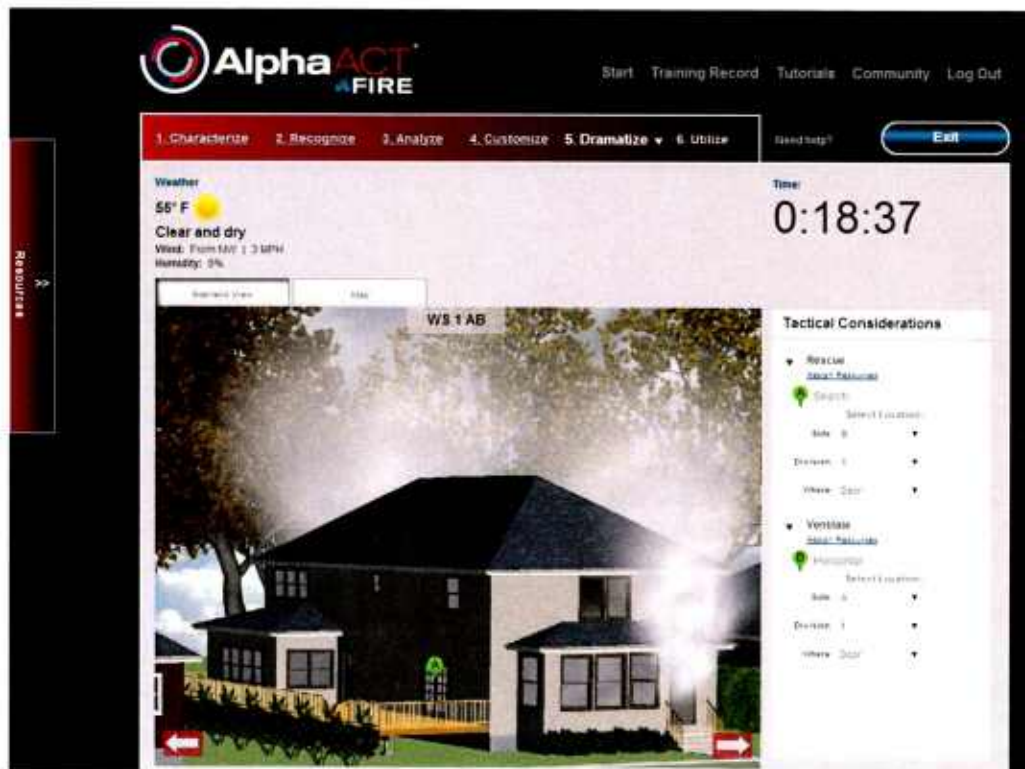 AlphaACT
FIRE
Start Training Record Tutorials Community Log Out
1. Characterize 2. Recognize 3. Analyze 4. Customize 5. Dramatize 6. Utilize
Need help?
Exit
Resources
>>
Weather
55° F
Clear and dry
Wind: From NW | 3 MPH
Humidity: 0%
Time:
0:18:37
WS 1 AB
Tactical Considerations
Rescue
A Search
Select Location:
Side
Division
Where Door
Ventilate
Horizontal
Select Location:
Side
Division 1
Where Door
A